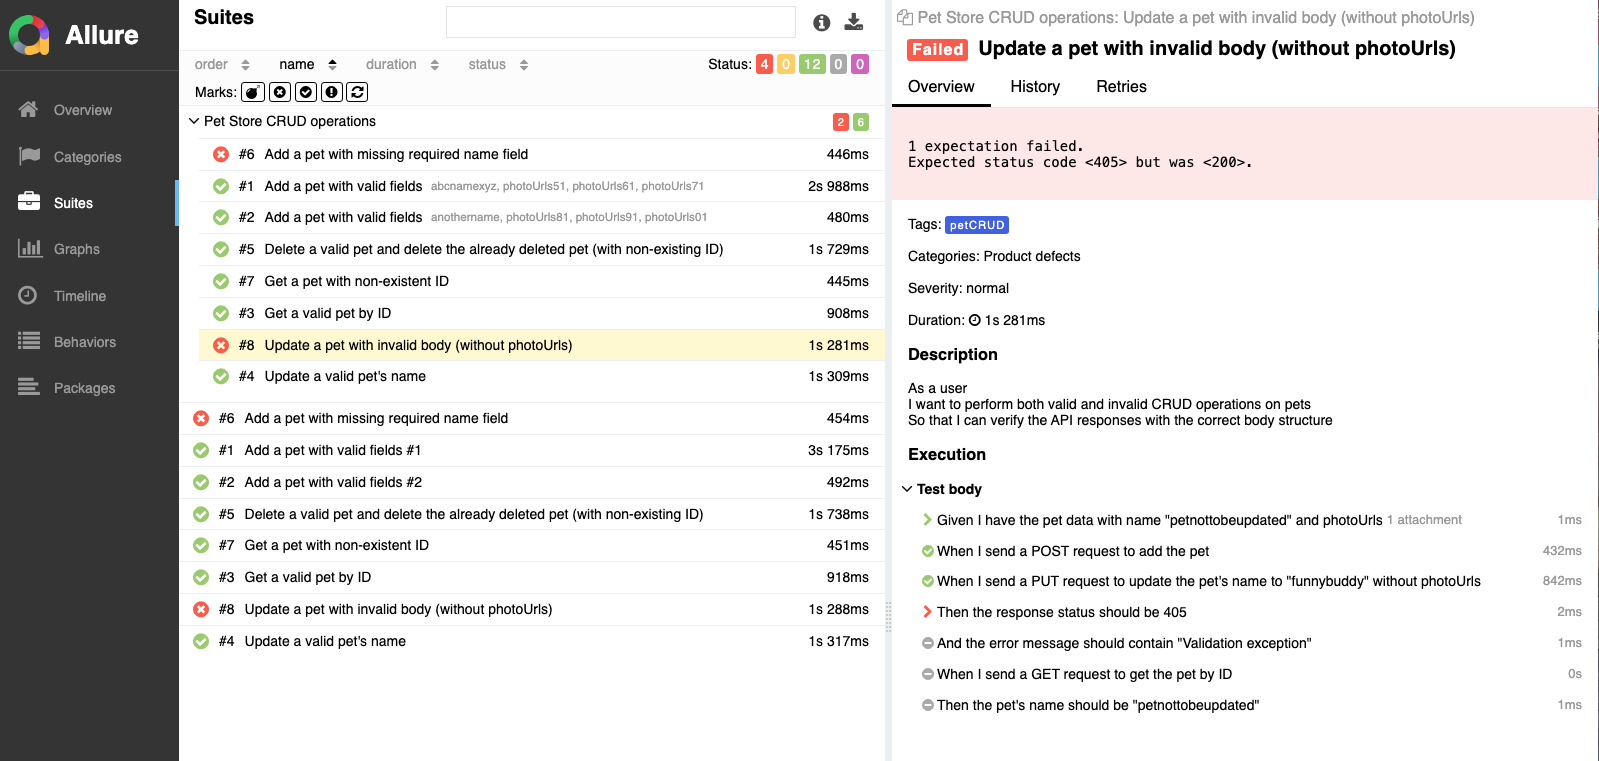 Allure
Overview
Categories
Suites
Graphs
Timeline
Behaviors
Packages
Suites
order name duration status Status: 4 0 12 0 0
Marks:
Pet Store CRUD operations 2 6
#6 Add a pet with missing required name field 446ms
#1 Add a pet with valid fields abcnamexyz, photoUrls51, photoUrls61, photoUrls71 2s 988ms
#2 Add a pet with valid fields anothername, photoUrls81, photoUrls91, photoUrls01 480ms
#5 Delete a valid pet and delete the already deleted pet (with non-existing ID) 1s 729ms
#7 Get a pet with non-existent ID 445ms
#3 Get a valid pet by ID 908ms
#8 Update a pet with invalid body (without photoUrls) 1s 281ms
#4 Update a valid pet's name 1s 309ms
#6 Add a pet with missing required name field 454ms
#1 Add a pet with valid fields #1 3s 175ms
#2 Add a pet with valid fields #2 492ms
#5 Delete a valid pet and delete the already deleted pet (with non-existing ID) 1s 738ms
#7 Get a pet with non-existent ID 451ms
#3 Get a valid pet by ID 918ms
#8 Update a pet with invalid body (without photoUrls) 1s 288ms
#4 Update a valid pet's name 1s 317ms
Pet Store CRUD operations: Update a pet with invalid body (without photoUrls)
Failed Update a pet with invalid body (without photoUrls)
Overview History Retries
1 expectation failed.
Expected status code <405> but was <200>.
Tags: petCRUD
Categories: Product defects
Severity: normal
Duration: 1s 281ms
Description
As a user
I want to perform both valid and invalid CRUD operations on pets
So that I can verify the API responses with the correct body structure
Execution
Test body
Given I have the pet data with name "petnottobeupdated" and photoUrls 1 attachment 1ms
When I send a POST request to add the pet 432ms
When I send a PUT request to update the pet's name to "funnybuddy" without photoUrls 842ms
Then the response status should be 405 2ms
And the error message should contain "Validation exception" 1ms
When I send a GET request to get the pet by ID 0s
Then the pet's name should be "petnottobeupdated" 1ms